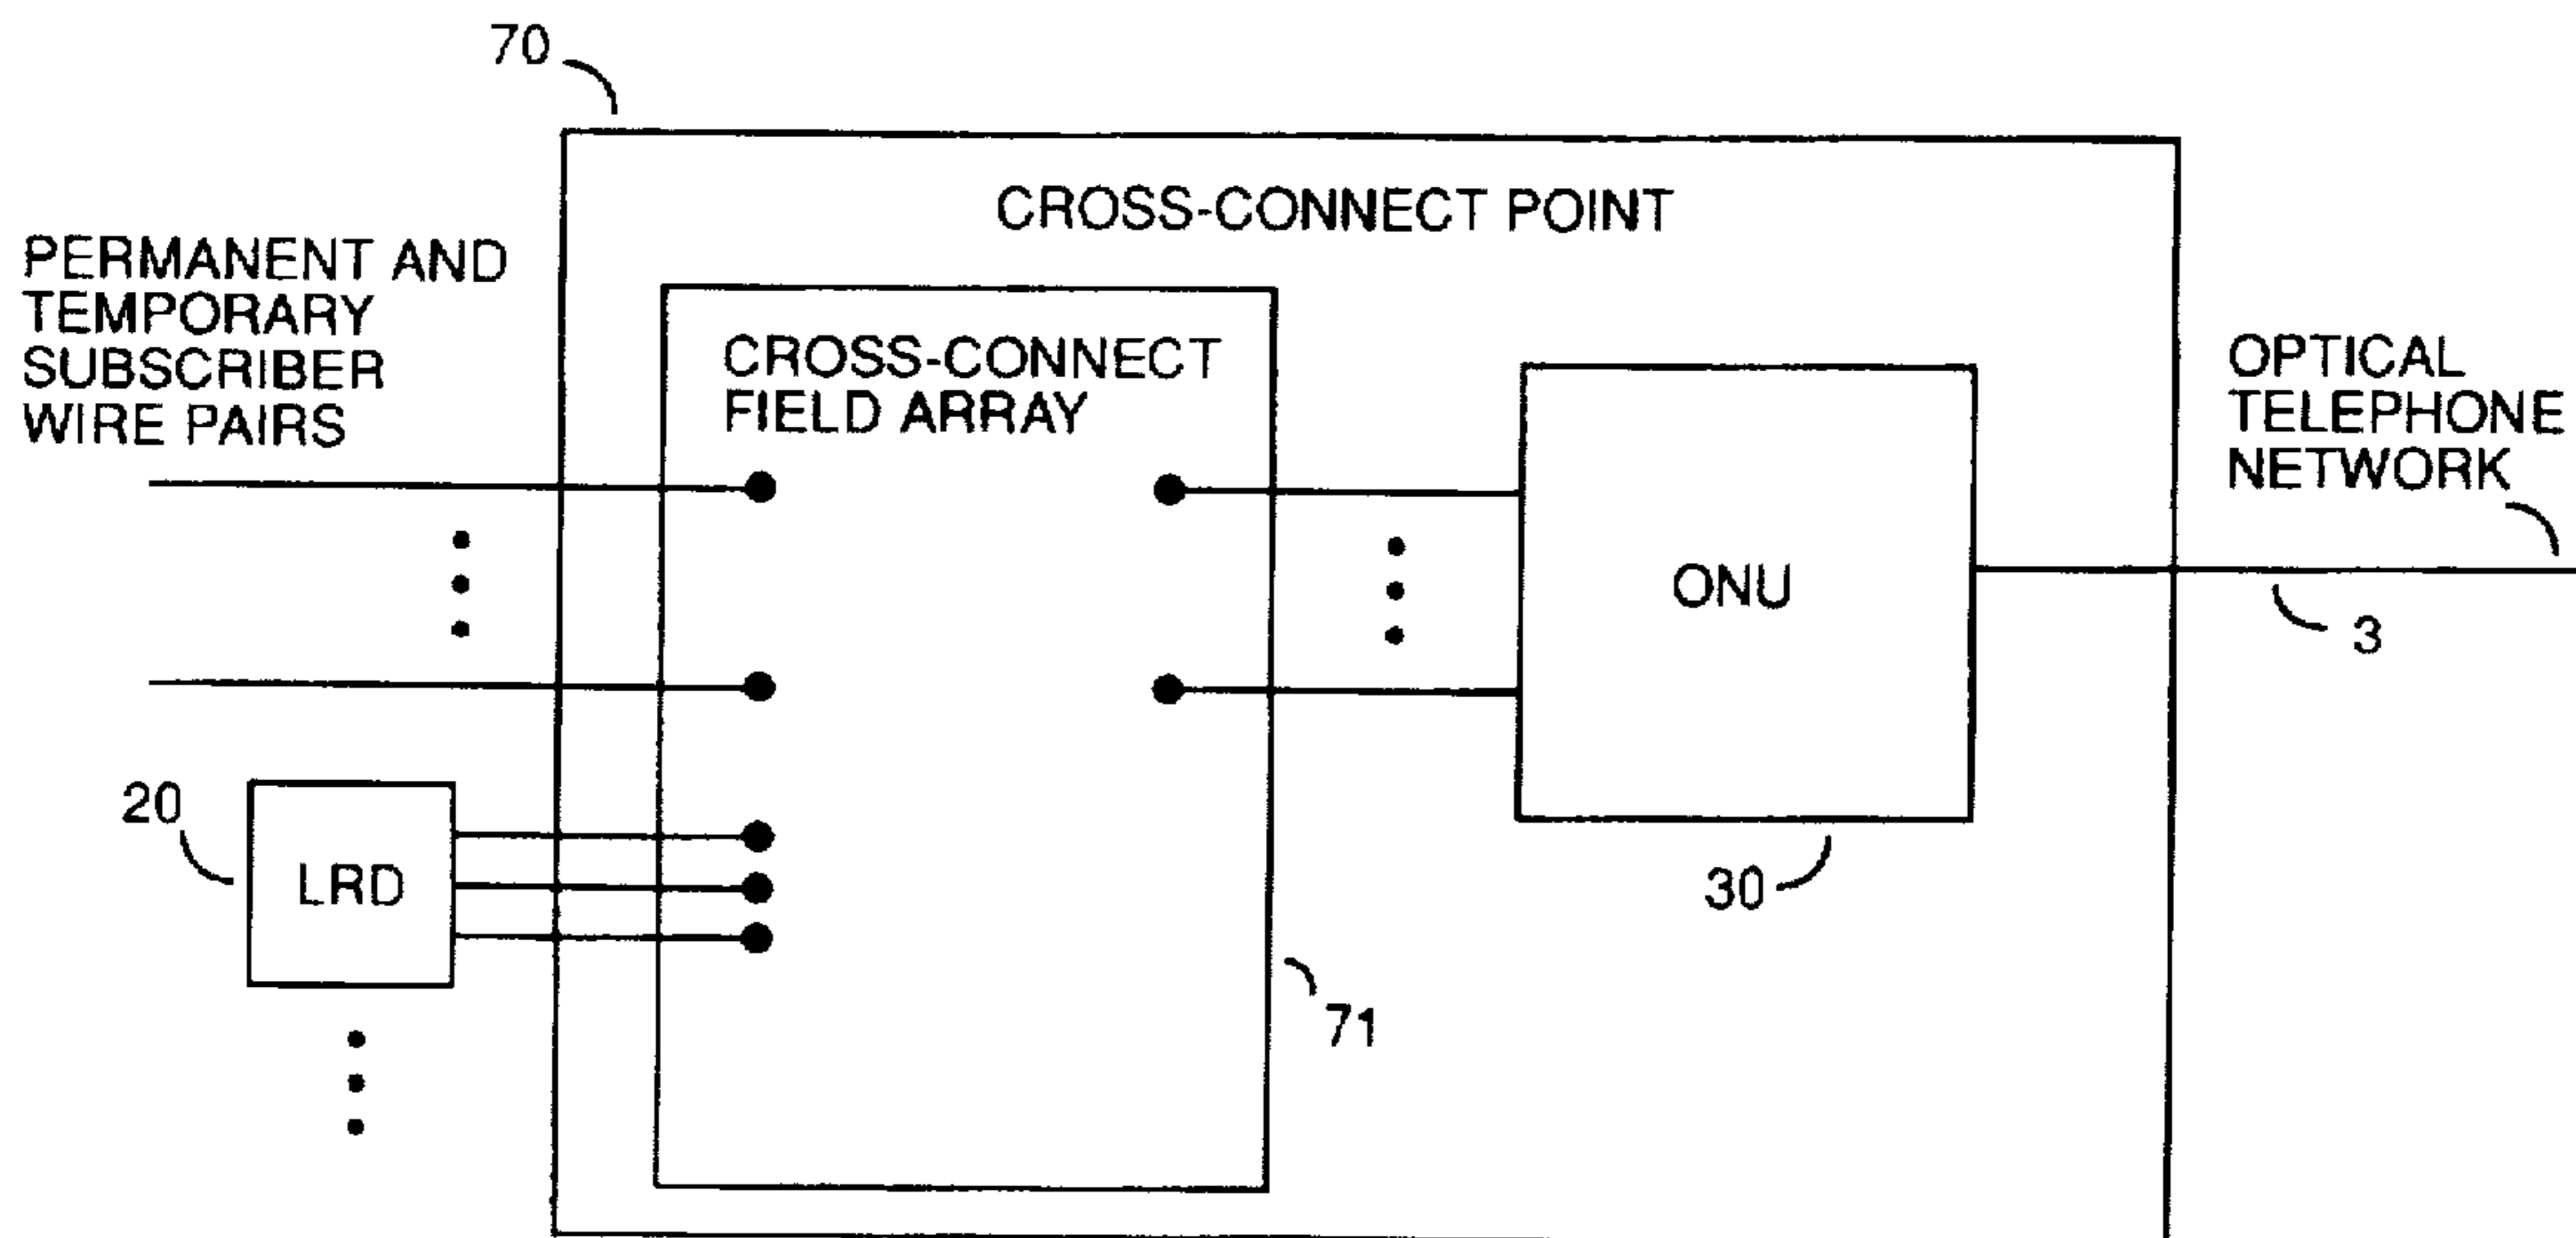 70
CROSS-CONNECT POINT
PERMANENT AND
TEMPORARY
SUBSCRIBER
WIRE PAIRS
CROSS-CONNECT
FIELD ARRAY
OPTICAL
TELEPHONE
NETWORK
ONU
3
20
LRD
30
71